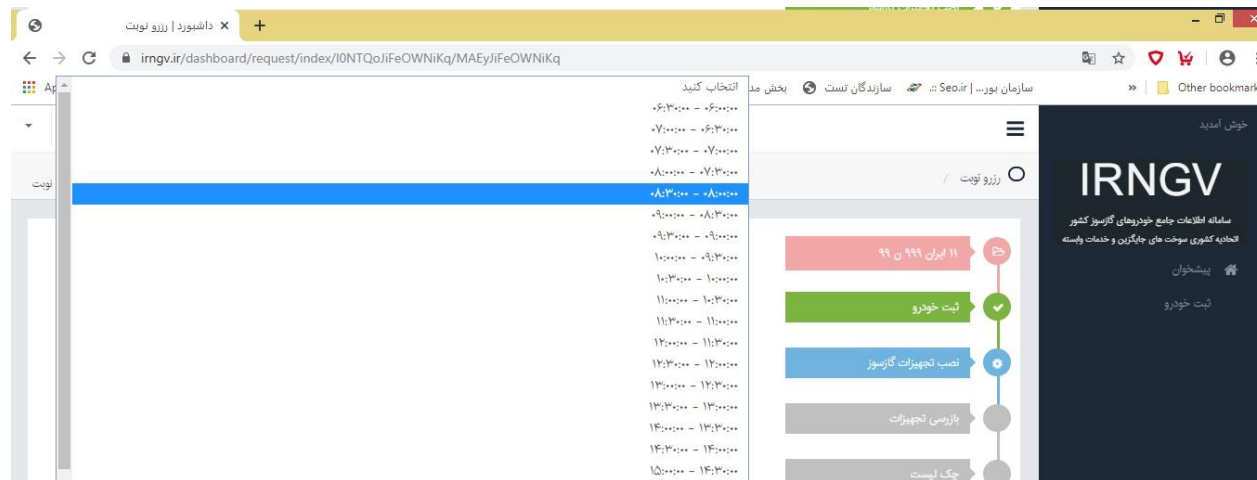 داشبورد | رزرو نوبت
irngv.ir/dashboard/request/index/I0NTQoJiFeOWNiKq/MAEyJiFeOWNiKq
سازمان بور... | Seo.ir ::.
سازندگان تست
بخش مد
Other bookmark
خوش آمدید
IRNGV
سامانه اطلاعات جامع خودروهای گازسوز کشور
اتحادیه کشوری سوخت های جایگزین و خدمات وابسته
پیشخوان
ثبت خودرو
رزرو نوبت /
نوبت
۱۱ ایران ۹۹۹ ن ۹۹
ثبت خودرو
نصب تجهیزات گازسوز
بازرسی تجهیزات
چک لیست
انتخاب کنید
۰۶:۳۰:۰۰ – ۰۶:۰۰:۰۰
۰۷:۰۰:۰۰ – ۰۶:۳۰:۰۰
۰۷:۳۰:۰۰ – ۰۷:۰۰:۰۰
۰۸:۰۰:۰۰ – ۰۷:۳۰:۰۰
۰۸:۳۰:۰۰ – ۰۸:۰۰:۰۰
۰۹:۰۰:۰۰ – ۰۸:۳۰:۰۰
۰۹:۳۰:۰۰ – ۰۹:۰۰:۰۰
۱۰:۰۰:۰۰ – ۰۹:۳۰:۰۰
۱۰:۳۰:۰۰ – ۱۰:۰۰:۰۰
۱۱:۰۰:۰۰ – ۱۰:۳۰:۰۰
۱۱:۳۰:۰۰ – ۱۱:۰۰:۰۰
۱۲:۰۰:۰۰ – ۱۱:۳۰:۰۰
۱۲:۳۰:۰۰ – ۱۲:۰۰:۰۰
۱۳:۰۰:۰۰ – ۱۲:۳۰:۰۰
۱۳:۳۰:۰۰ – ۱۳:۰۰:۰۰
۱۴:۰۰:۰۰ – ۱۳:۳۰:۰۰
۱۴:۳۰:۰۰ – ۱۴:۰۰:۰۰
۱۵:۰۰:۰۰ – ۱۴:۳۰:۰۰